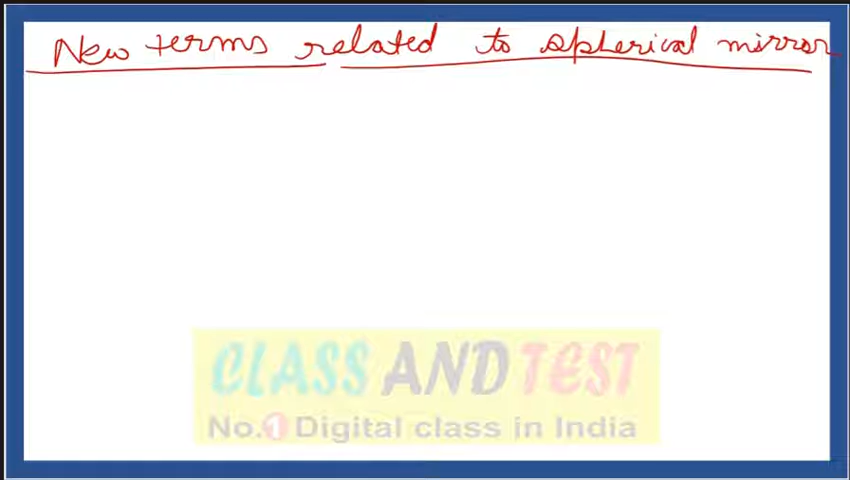 New terms related to spherical mirror
CLASS AND TEST
No.1 Digital class in India